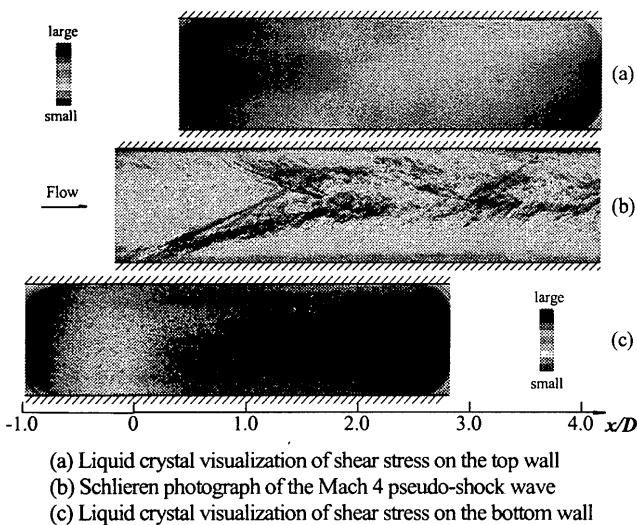 large
small
(a)
Flow
(b)
large
small
(c)
-1.0 0 1.0 2.0 3.0 4.0 x/D
(a) Liquid crystal visualization of shear stress on the top wall
(b) Schlieren photograph of the Mach 4 pseudo-shock wave
(c) Liquid crystal visualization of shear stress on the bottom wall